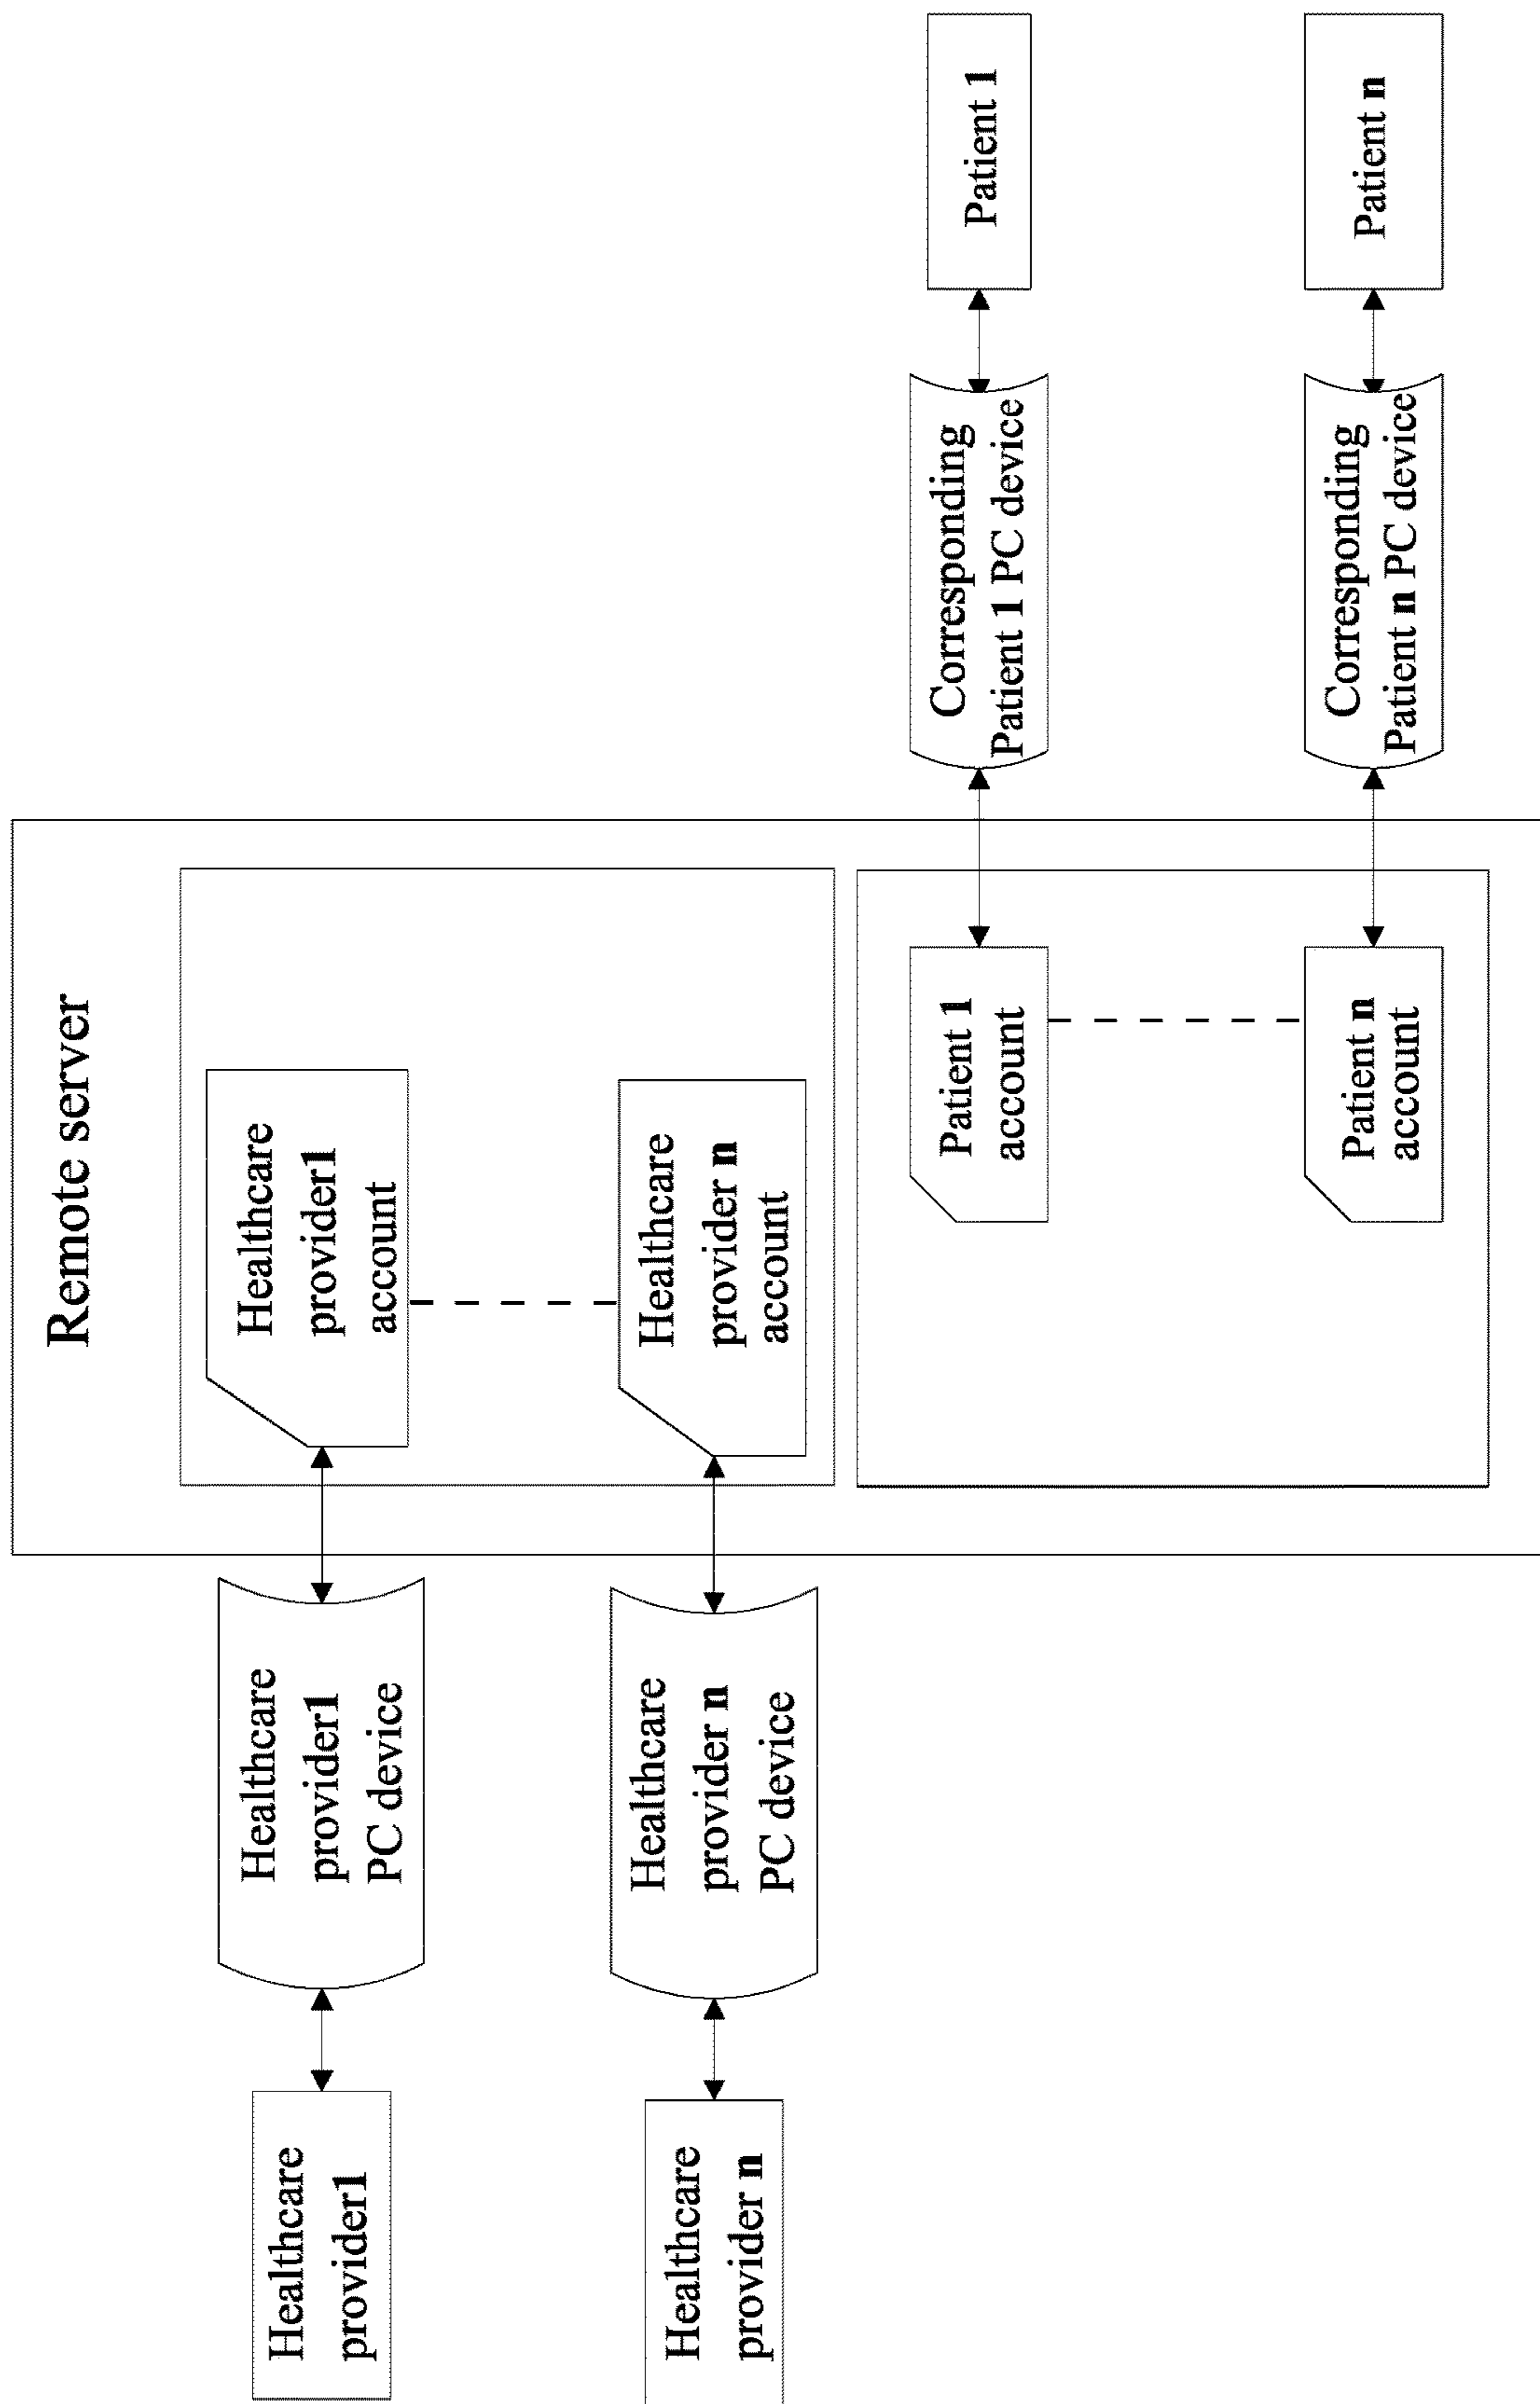 Remote server
Healthcare
provider1
Healthcare
provider1
PC device
Healthcare
provider1
account
Healthcare
provider n
Healthcare
provider n
PC device
Healthcare
provider n
account
Patient 1
account
Corresponding
Patient 1 PC device
Patient 1
Patient n
account
Corresponding
Patient n PC device
Patient n